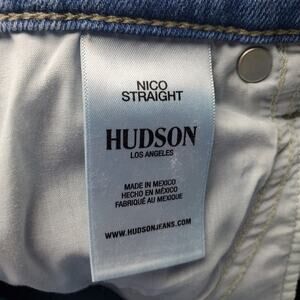 NICO
STRAIGHT
HUDSON
LOS ANGELES
MADE IN MEXICO
HECHO EN MÉXICO
FABRIQUÉ AU MEXIQUE
WWW.HUDSONJEANS.COM